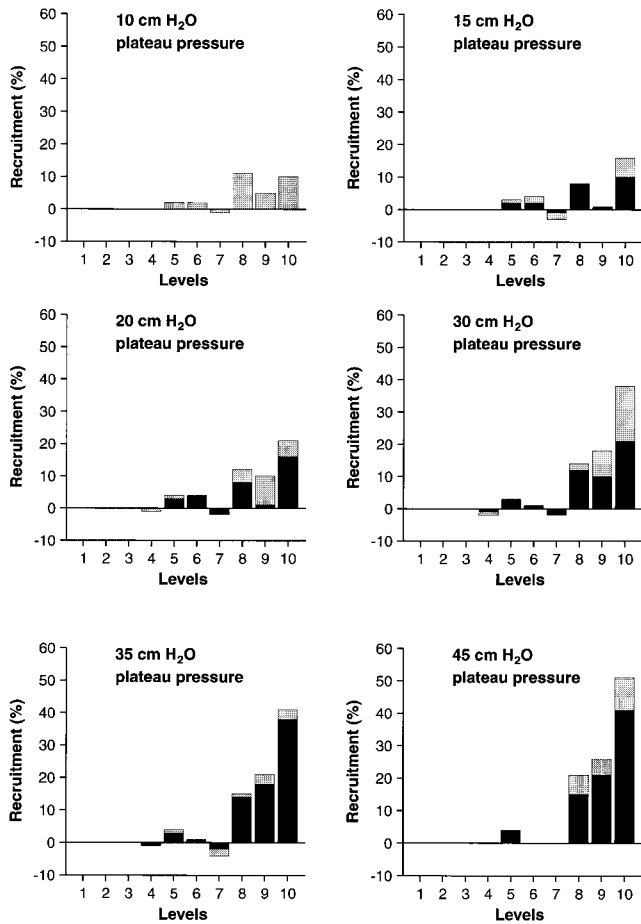 10 cm H₂O
plateau pressure
Recruitment (%)
60
50
40
30
20
10
0
-10
1 2 3 4 5 6 7 8 9 10
Levels
15 cm H₂O
plateau pressure
Recruitment (%)
60
50
40
30
20
10
0
-10
1 2 3 4 5 6 7 8 9 10
Levels
20 cm H₂O
plateau pressure
Recruitment (%)
60
50
40
30
20
10
0
-10
1 2 3 4 5 6 7 8 9 10
Levels
30 cm H₂O
plateau pressure
Recruitment (%)
60
50
40
30
20
10
0
-10
1 2 3 4 5 6 7 8 9 10
Levels
35 cm H₂O
plateau pressure
Recruitment (%)
60
50
40
30
20
10
0
-10
1 2 3 4 5 6 7 8 9 10
Levels
45 cm H₂O
plateau pressure
Recruitment (%)
60
50
40
30
20
10
0
-10
1 2 3 4 5 6 7 8 9 10
Levels